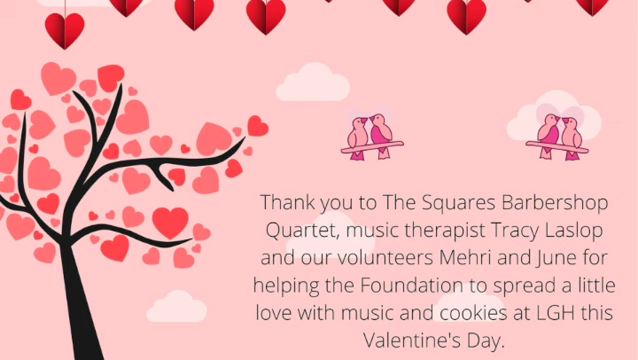 Thank you to The Squares Barbershop
Quartet, music therapist Tracy Laslop
and our volunteers Mehri and June for
helping the Foundation to spread a little
love with music and cookies at LGH this
Valentine's Day.